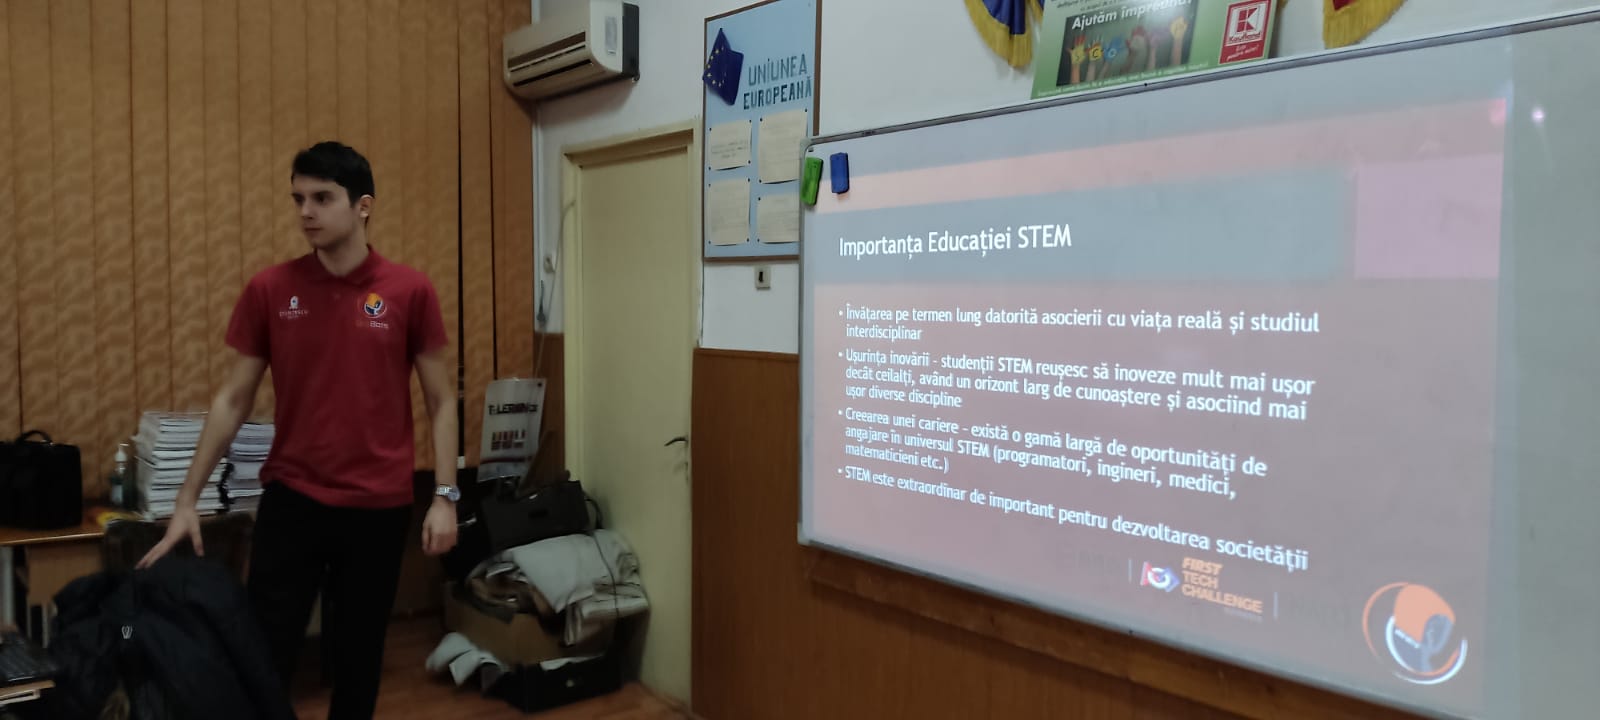 Ajutăm împreună!
Kaufland
UNIUNEA
EUROPEANĂ
Importanța Educației STEM
• Învățarea pe termen lung datorită asocierii cu viața reală și studiul
interdisciplinar
• Ușurința inovării - studenții STEM reușesc să inoveze mult mai ușor
decât ceilalți, având un orizont larg de cunoaștere și asociind mai
ușor diverse discipline
• Creearea unei cariere - există o gamă largă de oportunități de
angajare în universul STEM (programatori, ingineri, medici,
matematicieni etc.)
• STEM este extraordinar de important pentru dezvoltarea societății
FIRST
TECH
CHALLENGE